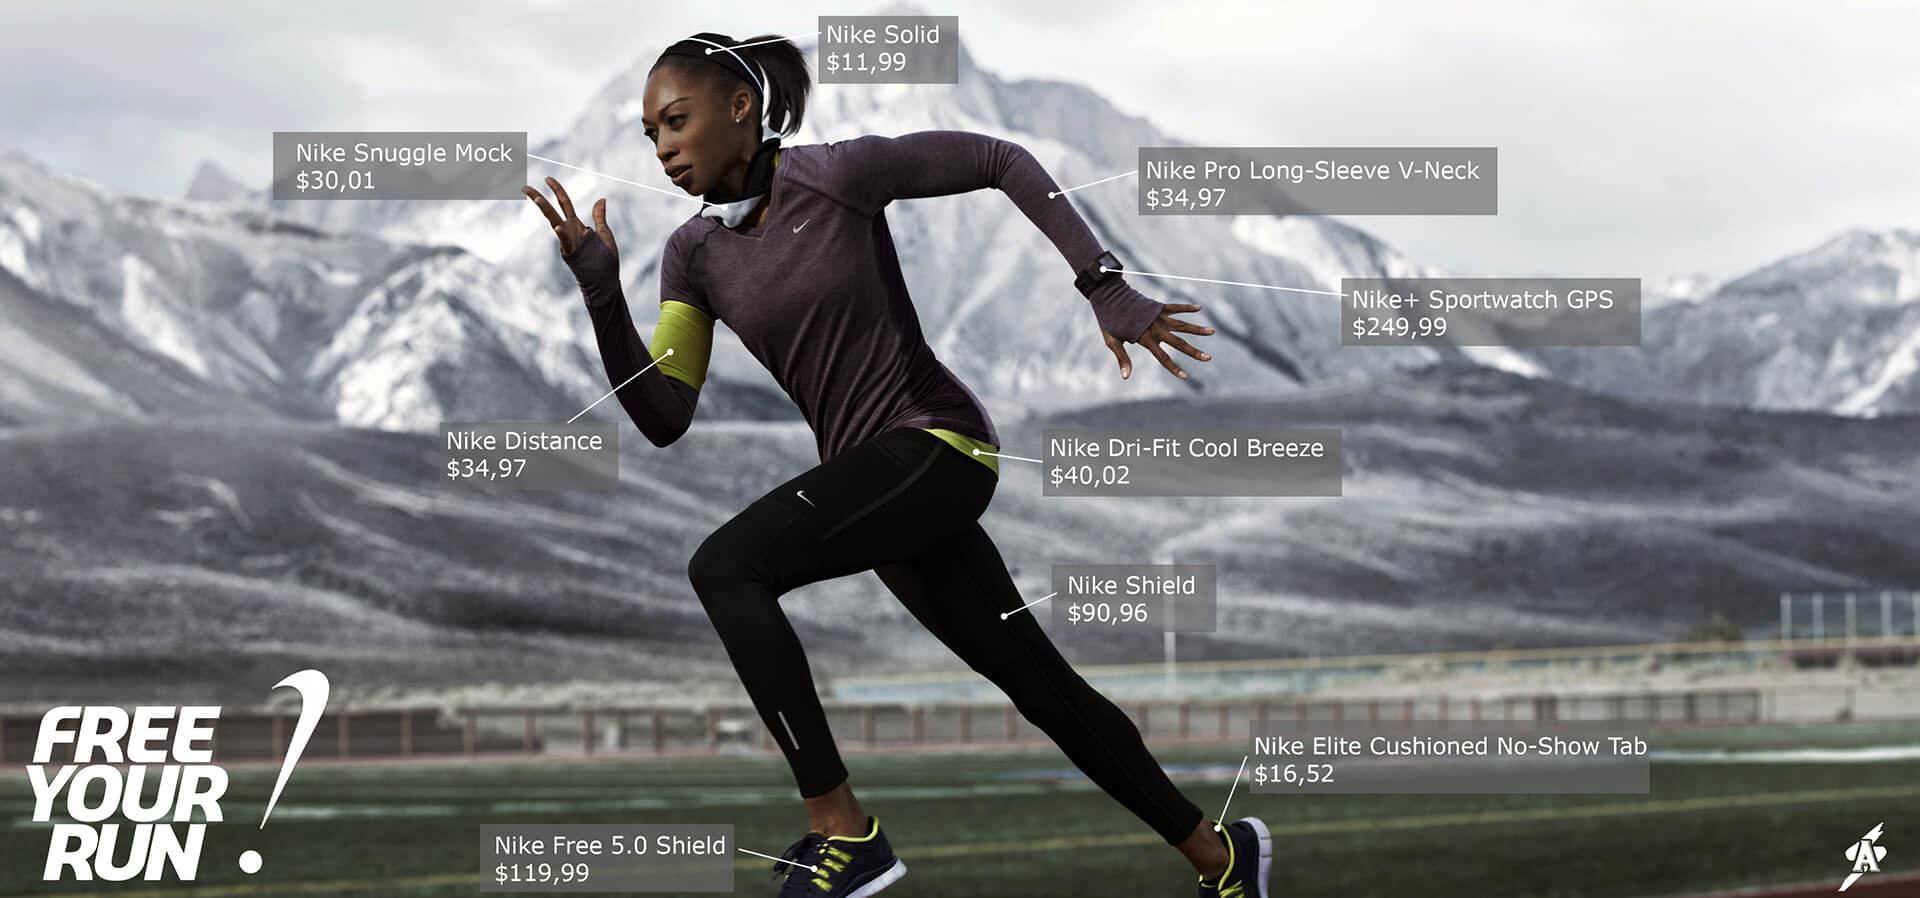 Nike Solid
$11,99
Nike Snuggle Mock
$30,01
Nike Pro Long-Sleeve V-Neck
$34,97
Nike+ Sportwatch GPS
$249,99
Nike Distance
$34,97
Nike Dri-Fit Cool Breeze
$40,02
Nike Shield
$90,96
Nike Elite Cushioned No-Show Tab
$16,52
Nike Free 5.0 Shield
$119,99
FREE
YOUR
RUN!
A